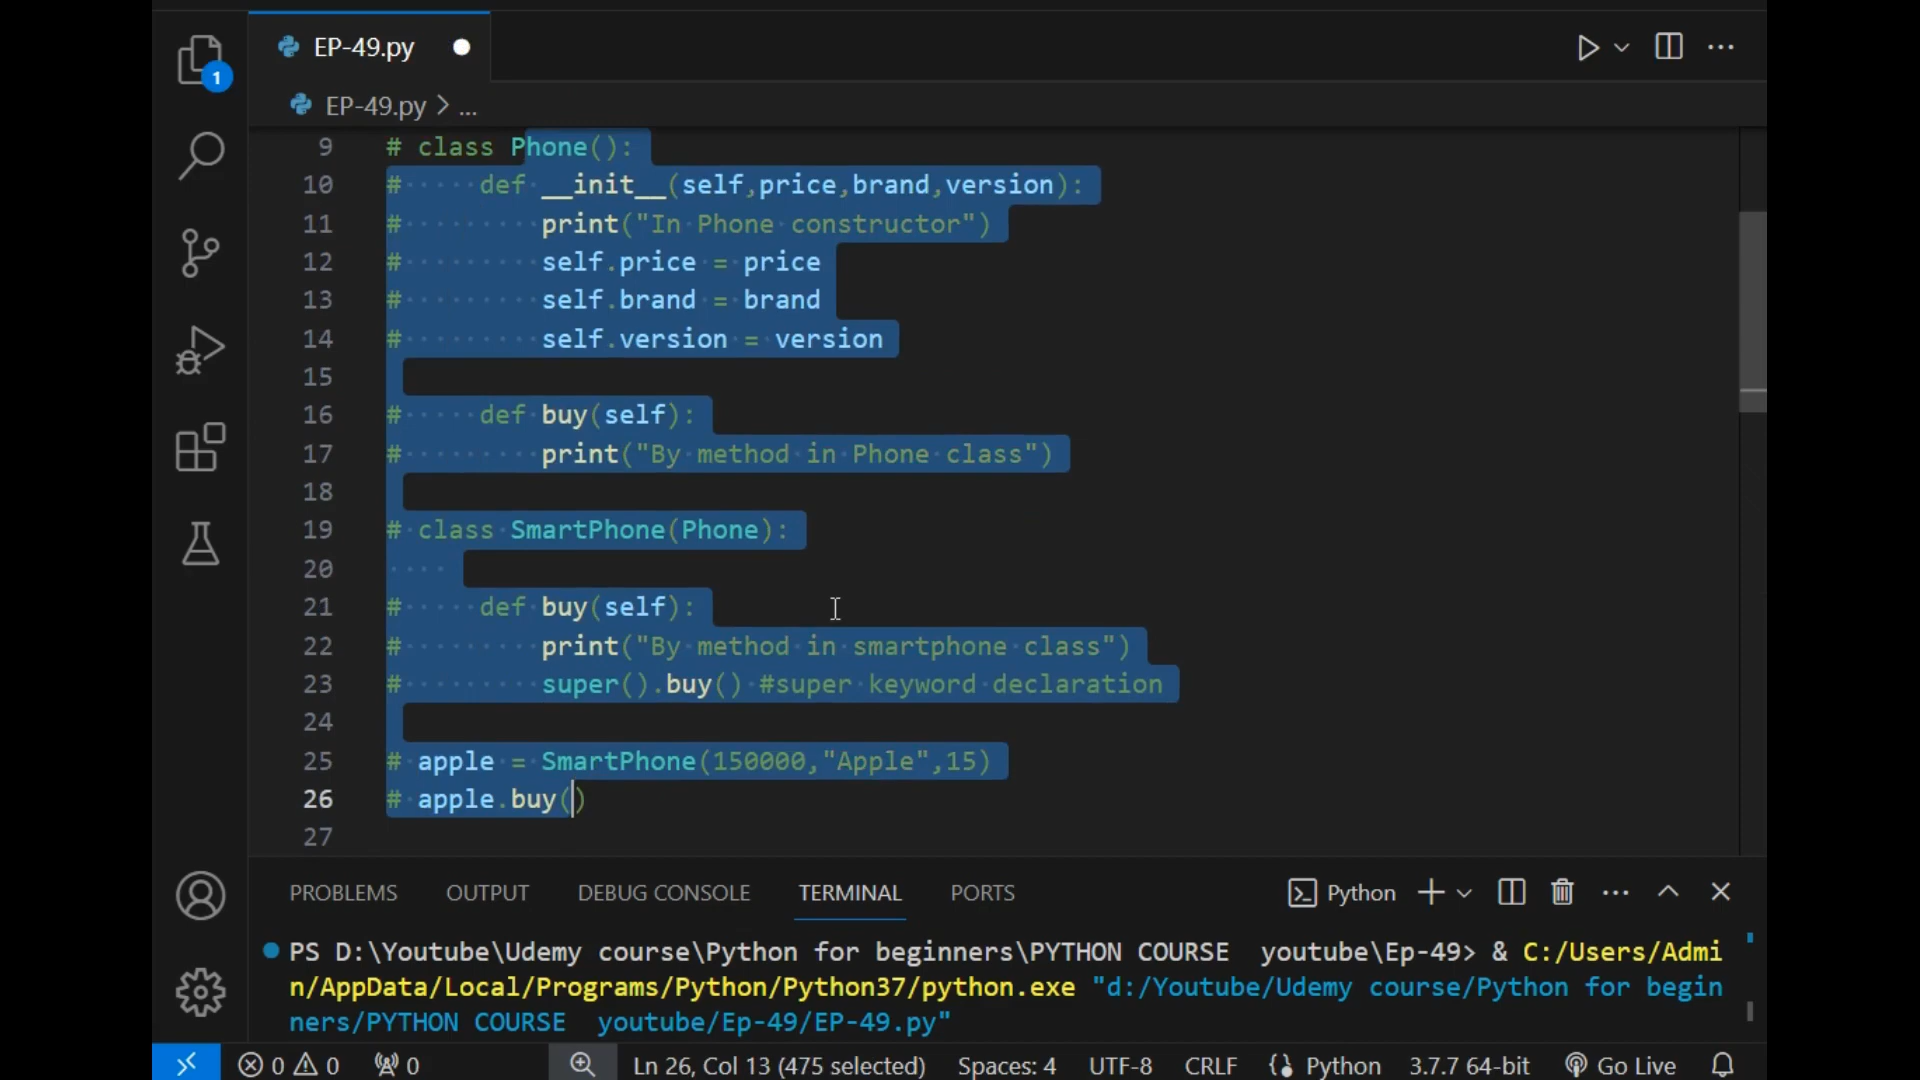 EP-49.py
1
EP-49.py > ...
9 # class Phone():
10 #     def __init__(self,price,brand,version):
11 #         print("In Phone constructor")
12 #         self.price = price
13 #         self.brand = brand
14 #         self.version = version
15
16 #     def buy(self):
17 #         print("By method in Phone class")
18
19 # class SmartPhone(Phone):
20
21 #     def buy(self):
22 #         print("By method in smartphone class")
23 #         super().buy() #super keyword declaration
24
25 # apple = SmartPhone(150000,"Apple",15)
26 # apple.buy()
27
PROBLEMS OUTPUT DEBUG CONSOLE TERMINAL PORTS Python
PS D:\Youtube\Udemy course\Python for beginners\PYTHON COURSE  youtube\Ep-49> & C:/Users/Admi
n/AppData/Local/Programs/Python/Python37/python.exe "d:/Youtube/Udemy course/Python for begin
ners/PYTHON COURSE  youtube/Ep-49/EP-49.py"
0 0 0 Ln 26, Col 13 (475 selected) Spaces: 4 UTF-8 CRLF Python 3.7.7 64-bit Go Live